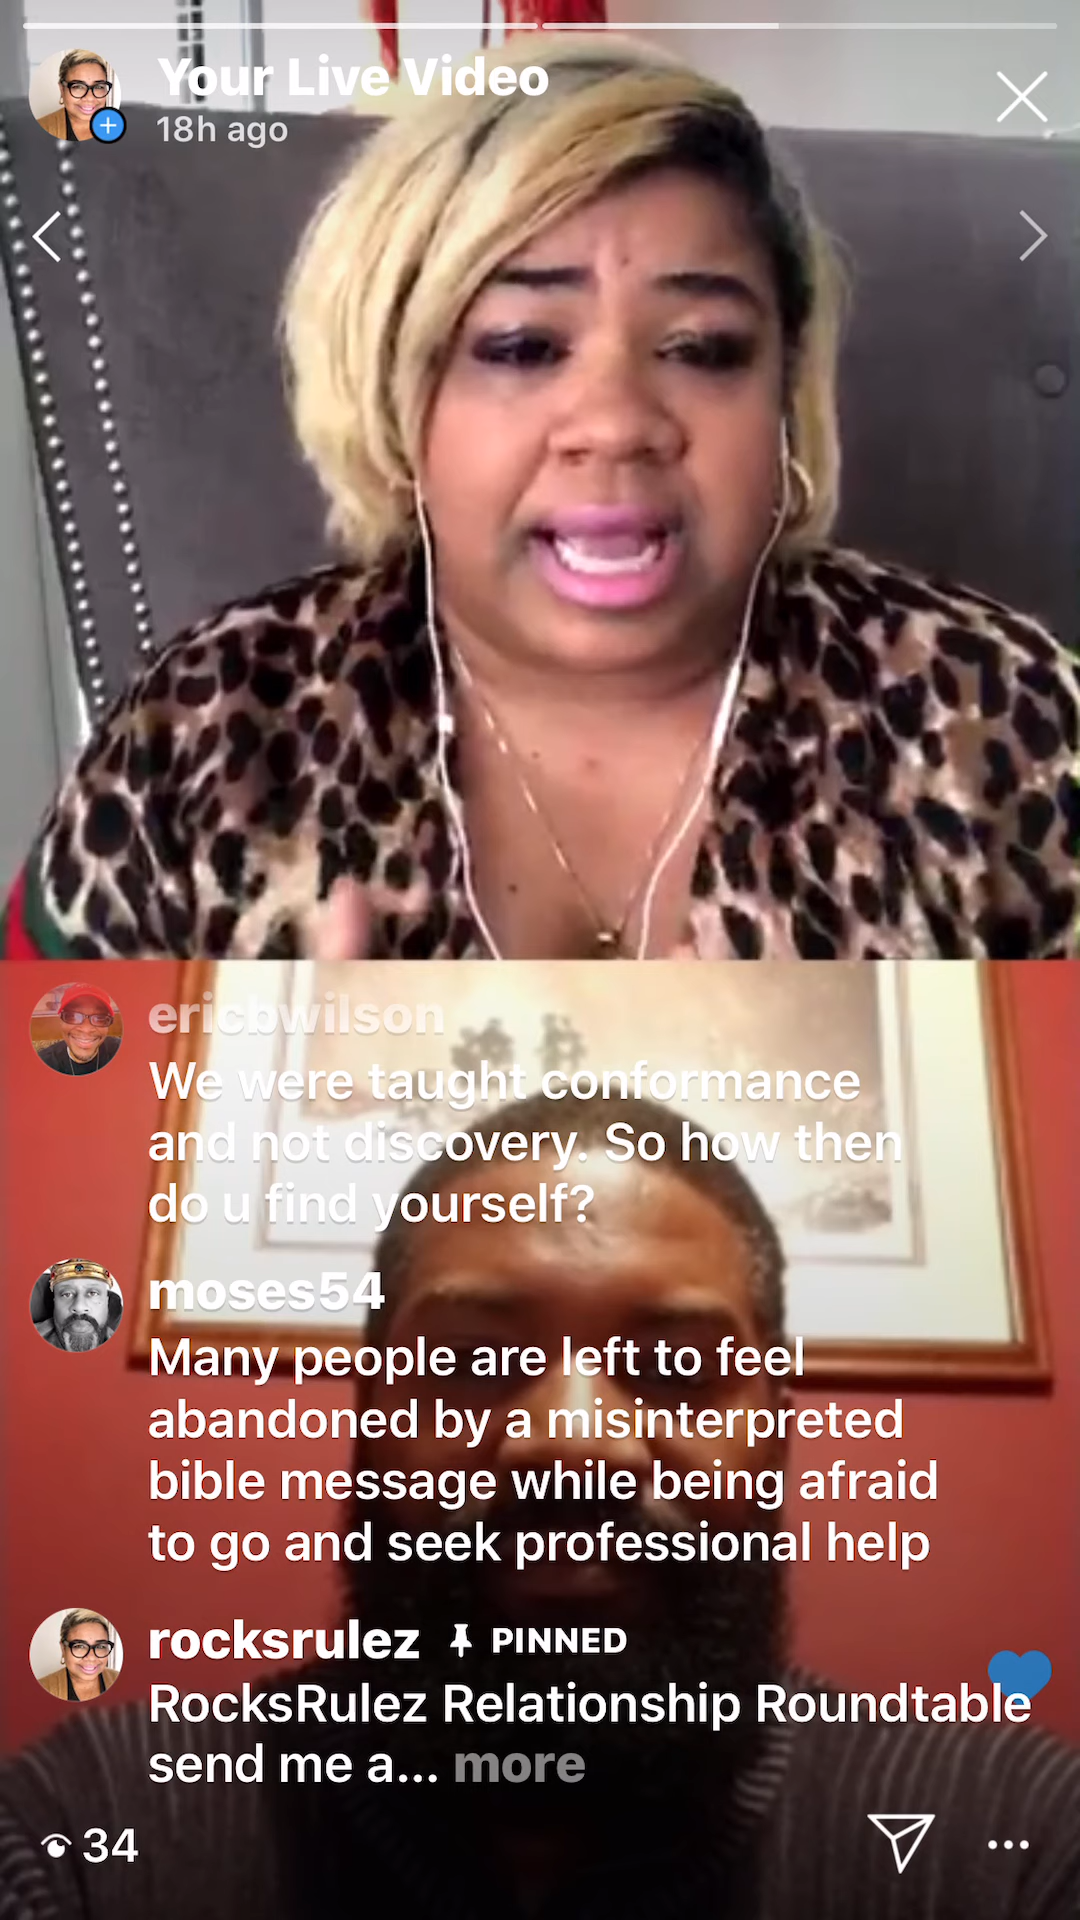 Your Live Video
18h ago
ericbwilson
We were taught conformance
and not discovery. So how then
do u find yourself?
moses54
Many people are left to feel
abandoned by a misinterpreted
bible message while being afraid
to go and seek professional help
rocksrulez PINNED
RocksRulez Relationship Roundtable
send me a... more
34